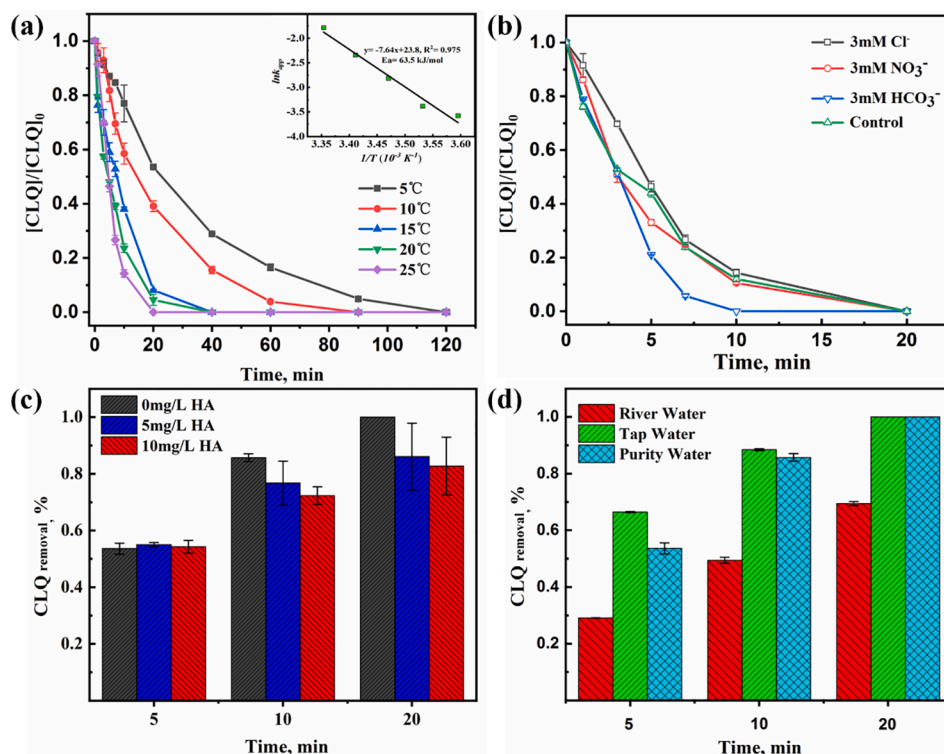 (a)
[CLQ]/[CLQ]₀
1.0
0.8
0.6
0.4
0.2
0.0
0 20 40 60 80 100 120
Time, min
5℃
10℃
15℃
20℃
25℃
lnkₐₚₚ
-2.0
-2.5
-3.0
-3.5
-4.0
y= -7.64x+23.8, R²= 0.975
Ea= 63.5 kJ/mol
3.35 3.40 3.45 3.50 3.55 3.60
1/T (10⁻³ K⁻¹)
(b)
[CLQ]/[CLQ]₀
1.0
0.8
0.6
0.4
0.2
0.0
0 5 10 15 20
Time, min
3mM Cl⁻
3mM NO₃⁻
3mM HCO₃⁻
Control
(c)
CLQ removal, %
1.0
0.8
0.6
0.4
0.2
0mg/L HA
5mg/L HA
10mg/L HA
5 10 20
Time, min
(d)
CLQ removal, %
1.0
0.8
0.6
0.4
0.2
River Water
Tap Water
Purity Water
5 10 20
Time, min